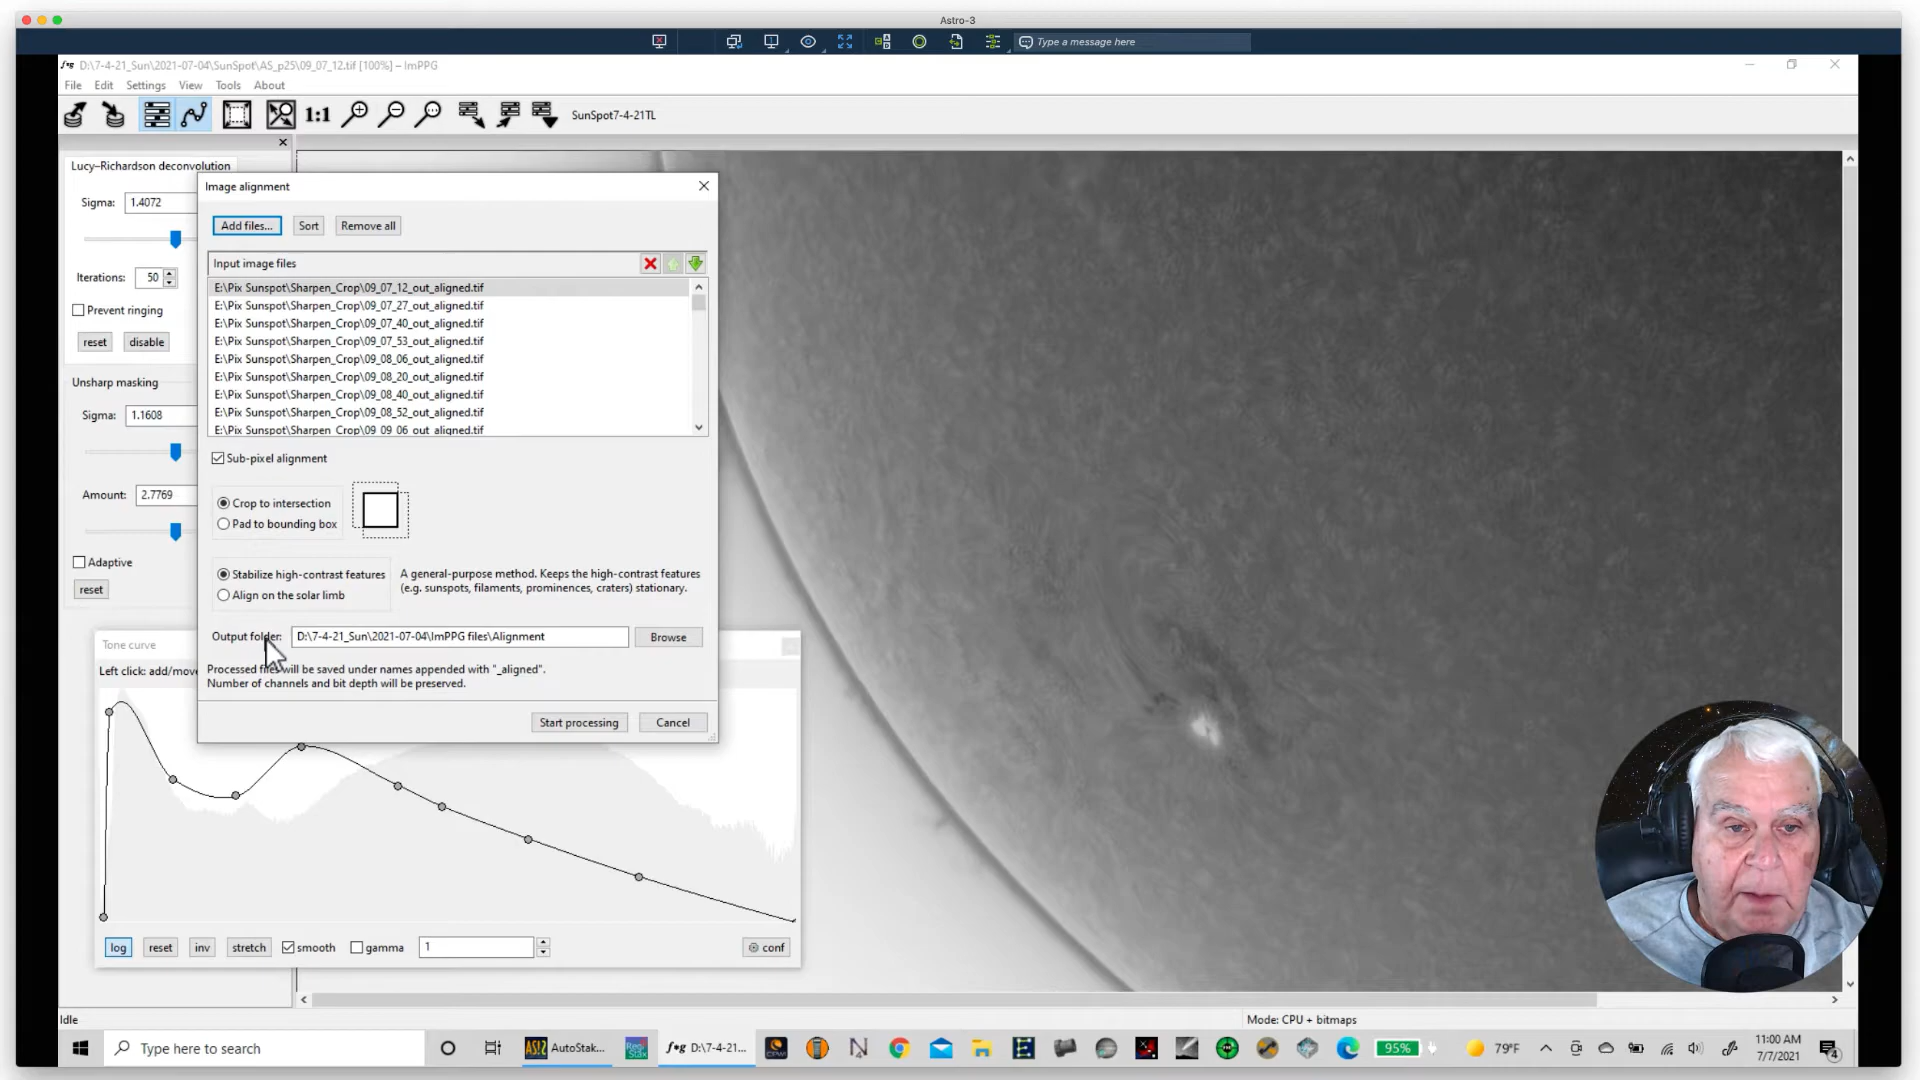 Astro-3
Type a message here
D:\7-4-21_Sun\2021-07-04\SunSpot\AS_p25\09_07_12.tif [100%] – ImPPG
File Edit Settings View Tools About
1:1
SunSpot7-4-21TL
Lucy–Richardson deconvolution
Sigma: 1.4072
Iterations: 50
Prevent ringing
reset disable
Unsharp masking
Sigma: 1.1608
Amount: 2.7769
Adaptive
reset
Image alignment
Add files... Sort Remove all
Input image files
E:\Pix Sunspot\Sharpen_Crop\09_07_12_out_aligned.tif
E:\Pix Sunspot\Sharpen_Crop\09_07_27_out_aligned.tif
E:\Pix Sunspot\Sharpen_Crop\09_07_40_out_aligned.tif
E:\Pix Sunspot\Sharpen_Crop\09_07_53_out_aligned.tif
E:\Pix Sunspot\Sharpen_Crop\09_08_06_out_aligned.tif
E:\Pix Sunspot\Sharpen_Crop\09_08_20_out_aligned.tif
E:\Pix Sunspot\Sharpen_Crop\09_08_40_out_aligned.tif
E:\Pix Sunspot\Sharpen_Crop\09_08_52_out_aligned.tif
E:\Pix Sunspot\Sharpen_Crop\09_09_06_out_aligned.tif
Sub-pixel alignment
Crop to intersection
Pad to bounding box
Stabilize high-contrast features
Align on the solar limb
A general-purpose method. Keeps the high-contrast features
(e.g. sunspots, filaments, prominences, craters) stationary.
Output folder: D:\7-4-21_Sun\2021-07-04\ImPPG files\Alignment Browse
Processed files will be saved under names appended with "_aligned".
Number of channels and bit depth will be preserved.
Start processing Cancel
Tone curve
Left click: add/mov
log reset inv stretch smooth gamma 1 conf
Idle
Mode: CPU + bitmaps
Type here to search
AS!2 AutoStak...
f*g D:\7-4-21...
95%
79°F
11:00 AM
7/7/2021
4